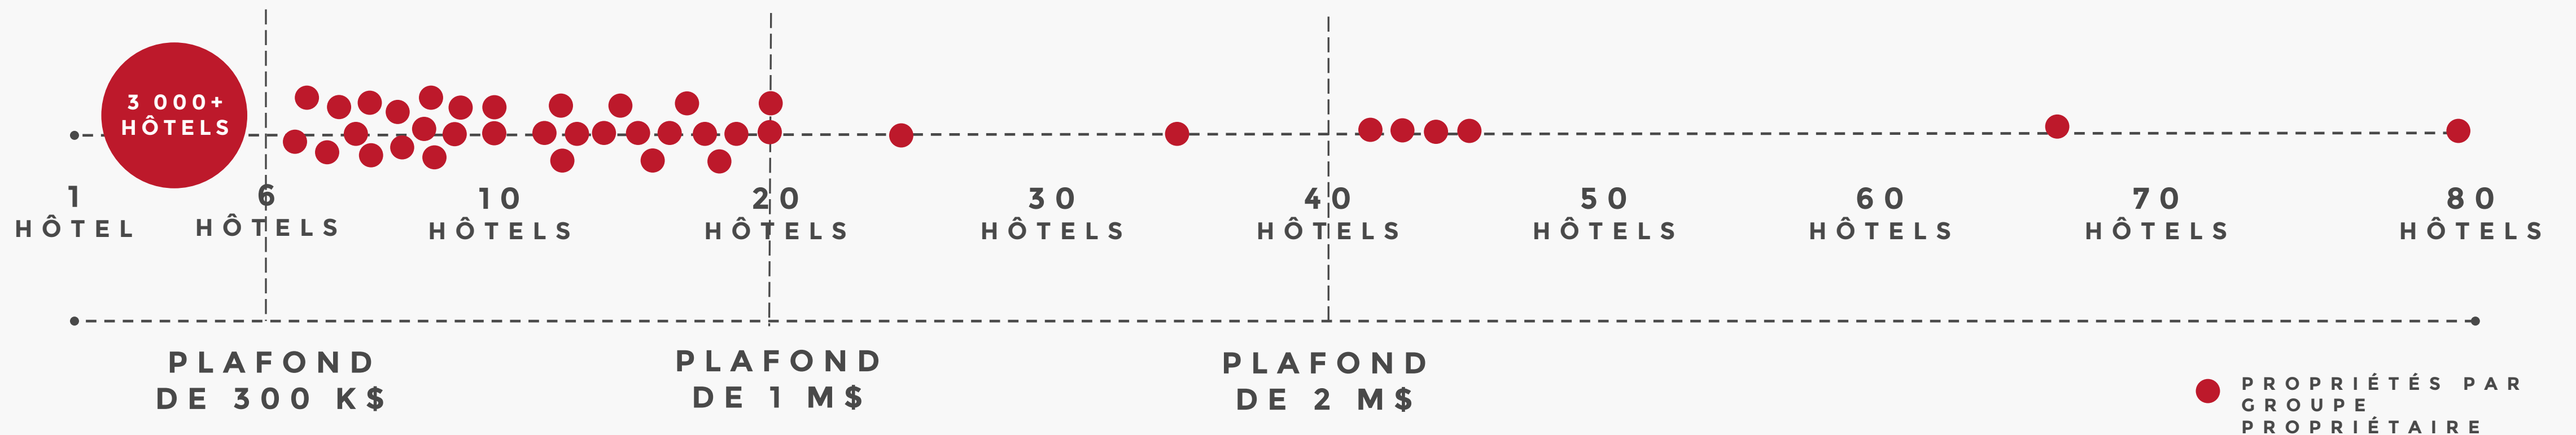 3 000+
HÔTELS
1
HÔTEL
6
HÔTELS
10
HÔTELS
20
HÔTELS
30
HÔTELS
40
HÔTELS
50
HÔTELS
60
HÔTELS
70
HÔTELS
80
HÔTELS
PLAFOND
DE 300 K$
PLAFOND
DE 1 M$
PLAFOND
DE 2 M$
PROPRIÉTÉS PAR
GROUPE
PROPRIÉTAIRE